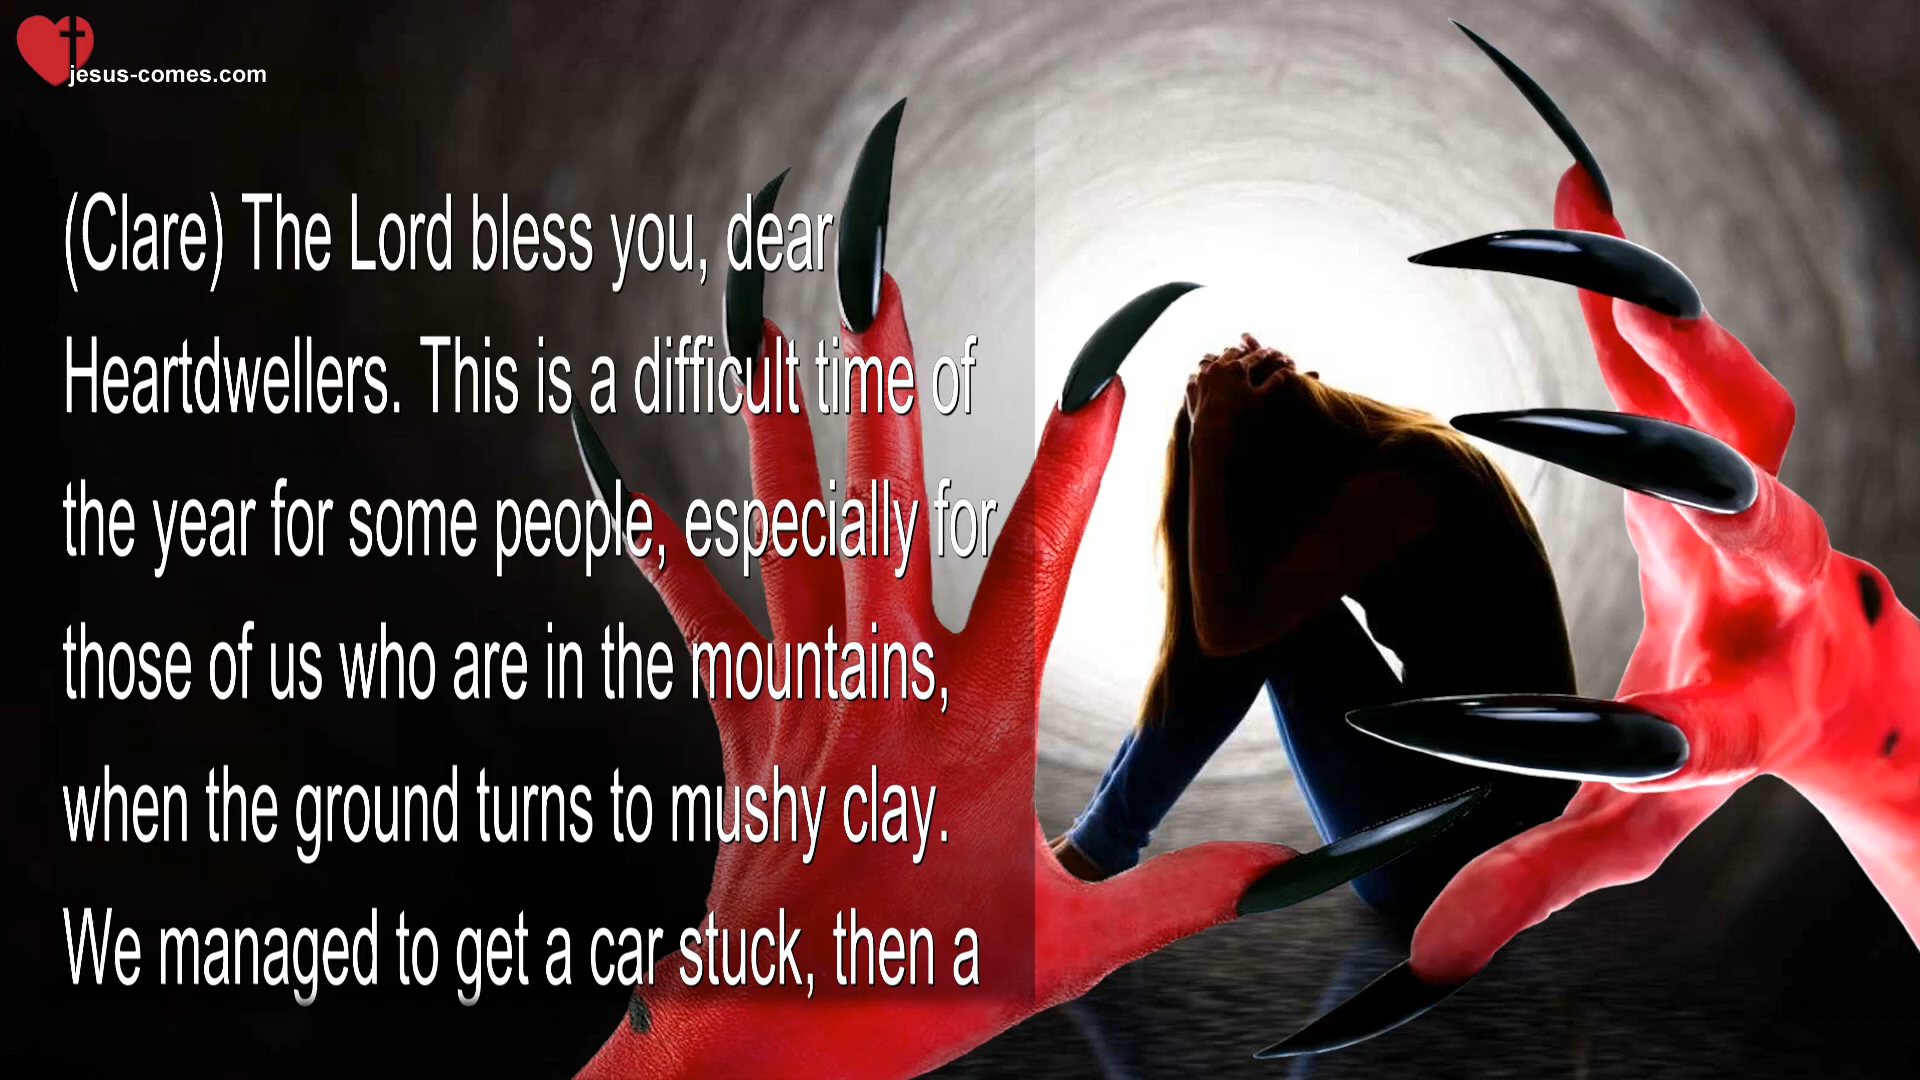 jesus-comes.com
(Clare) The Lord bless you, dear
Heartdwellers. This is a difficult time of
the year for some people, especially for
those of us who are in the mountains,
when the ground turns to mushy clay.
We managed to get a car stuck, then a